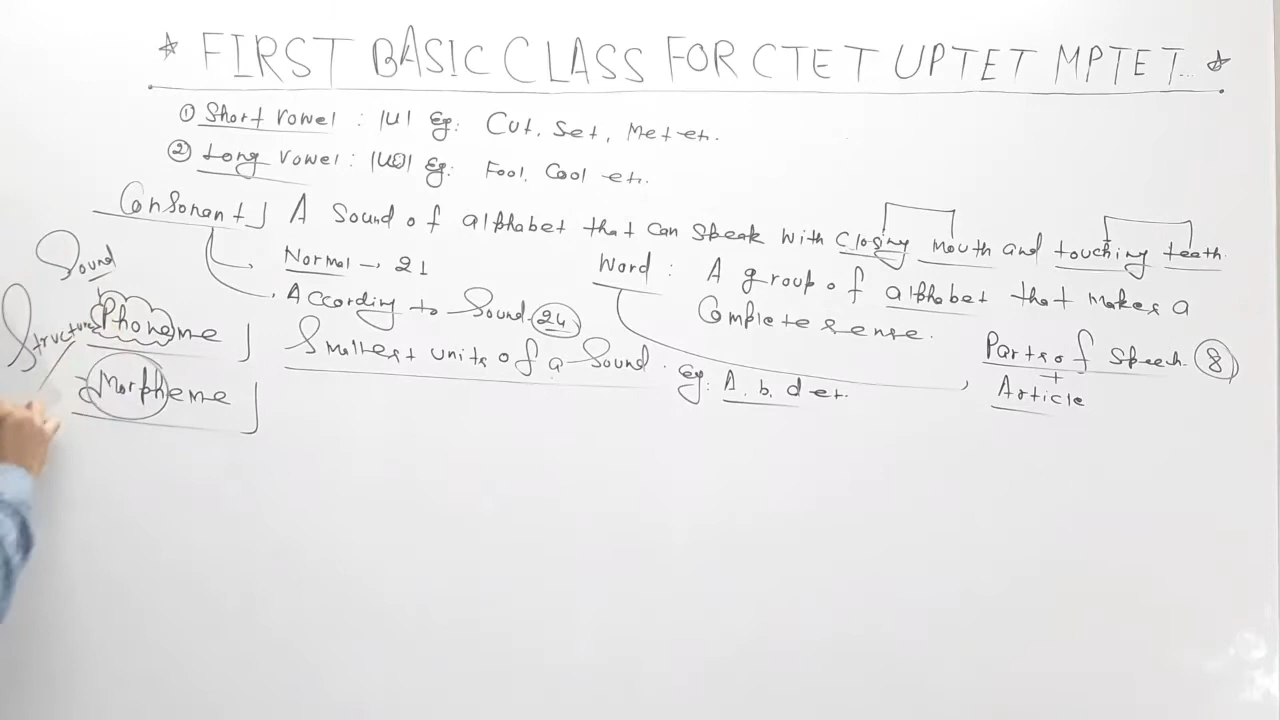 * FIRST BASIC CLASS FOR CTET UPTET MPTET... *
① Short vowel : |U| Eg: Cut, Set, Met etc.
② Long vowel : |UO| Eg: Fool, Cool etc.
Consonant] A Sound of alphabet that can speak with closing mouth and touching teath.
Normal → 21
According to Sound. 24
Word : A group of alphabet that makes a
Complete sense.
Parts of Speech. 8
+
Article
Sound
Structure
Phoneme ] Smallest units of a Sound. Eg: A, b, d etc.
Morpheme ]